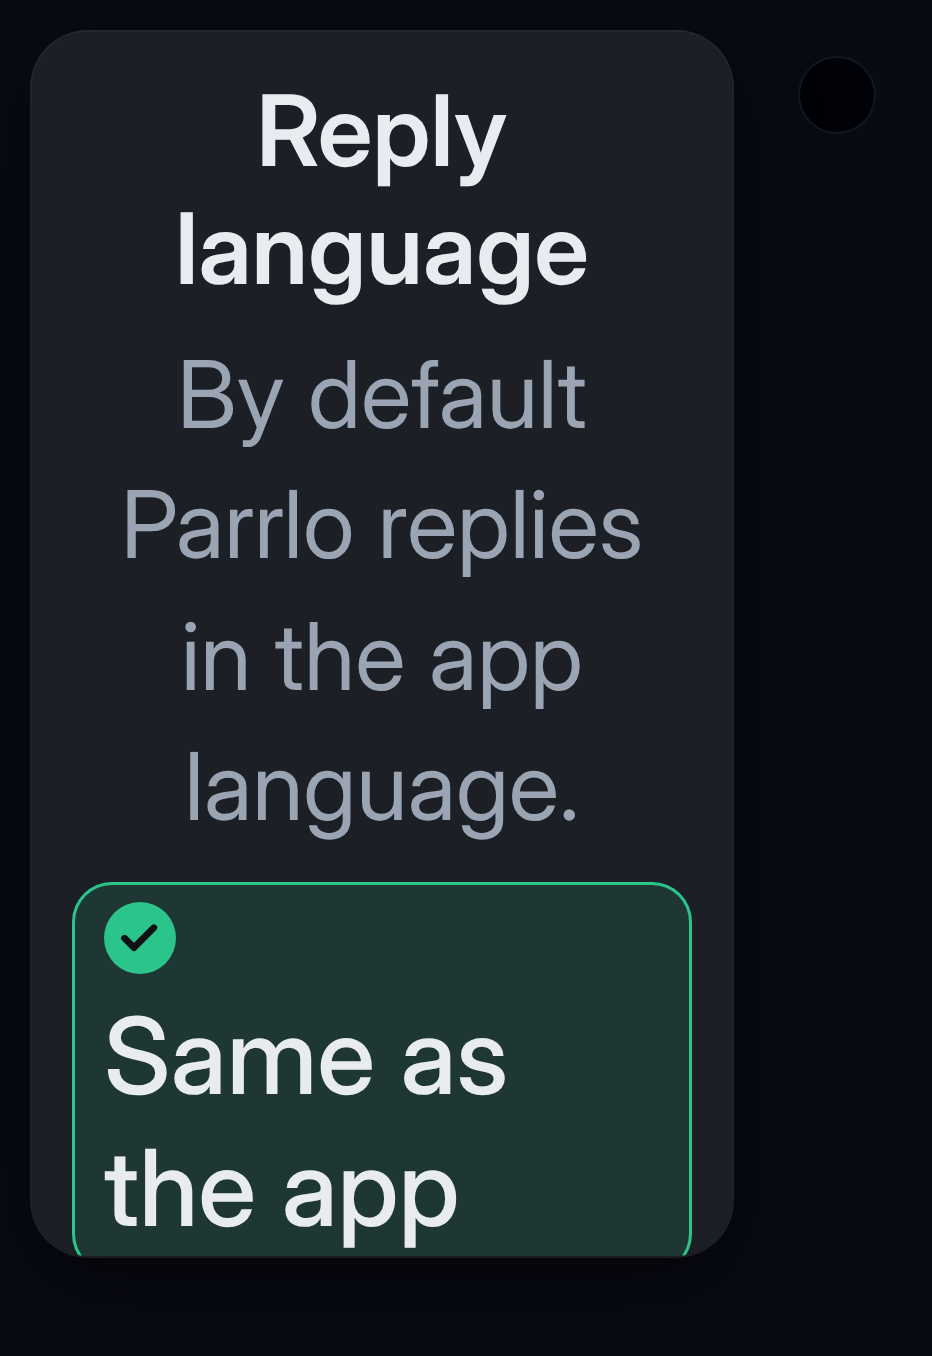 Reply
language
By default
Parrlo replies
in the app
language.
Same as
the app